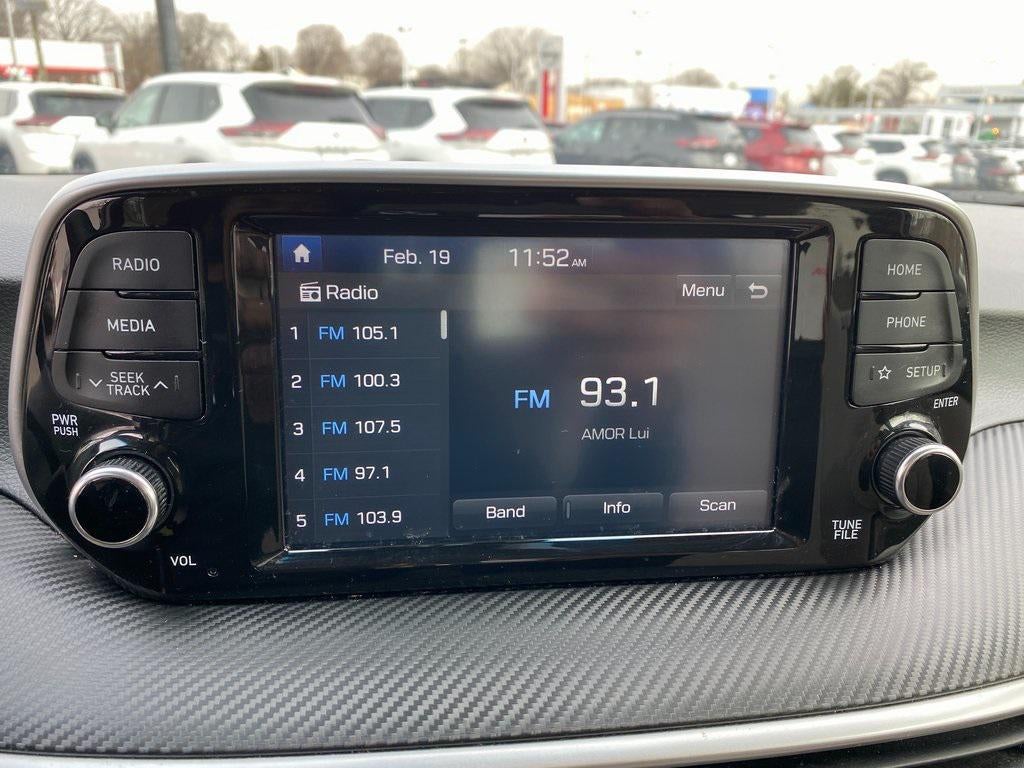 RADIO
MEDIA
SEEK
TRACK
PWR
PUSH
VOL
Feb. 19 11:52 AM
Radio Menu
1 FM 105.1
2 FM 100.3
3 FM 107.5
4 FM 97.1
5 FM 103.9
FM 93.1
AMOR Lui
Band Info Scan
HOME
PHONE
SETUP
ENTER
TUNE
FILE